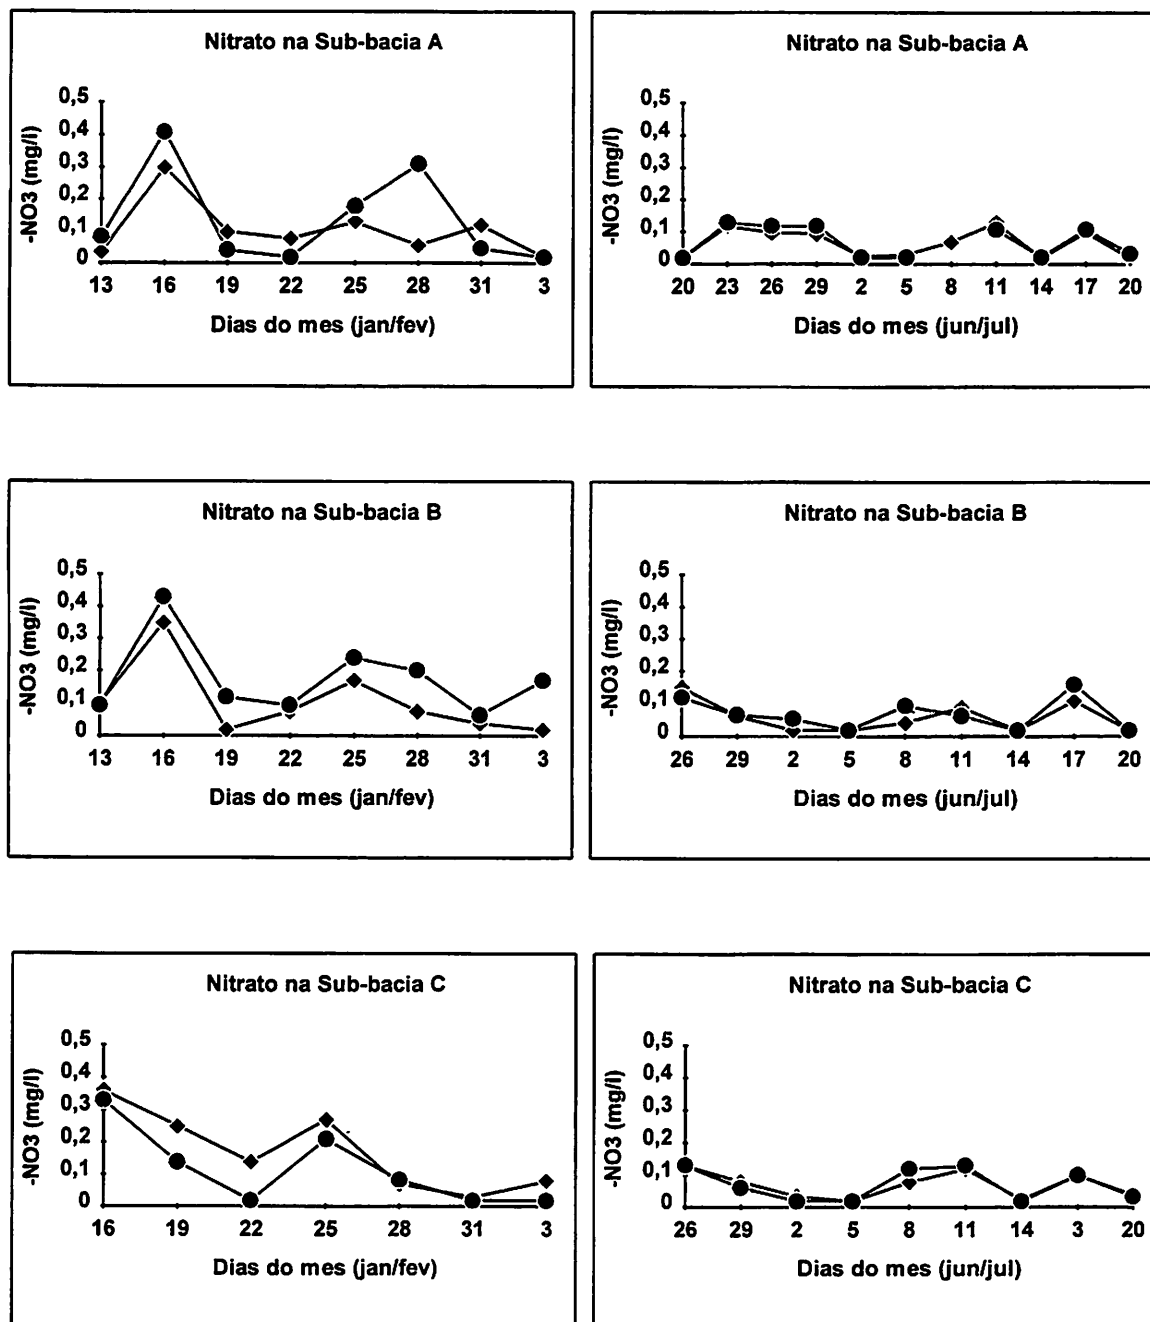 Nitrato na Sub-bacia A
0,5
0,4
0,3
0,2
0,1
0
-NO3 (mg/l)
13 16 19 22 25 28 31 3
Dias do mes (jan/fev)
Nitrato na Sub-bacia A
0,5
0,4
0,3
0,2
0,1
0
-NO3 (mg/l)
20 23 26 29 2 5 8 11 14 17 20
Dias do mes (jun/jul)
Nitrato na Sub-bacia B
0,5
0,4
0,3
0,2
0,1
0
-NO3 (mg/l)
13 16 19 22 25 28 31 3
Dias do mes (jan/fev)
Nitrato na Sub-bacia B
0,5
0,4
0,3
0,2
0,1
0
-NO3 (mg/l)
26 29 2 5 8 11 14 17 20
Dias do mes (jun/jul)
Nitrato na Sub-bacia C
0,5
0,4
0,3
0,2
0,1
0
-NO3 (mg/l)
16 19 22 25 28 31 3
Dias do mes (jan/fev)
Nitrato na Sub-bacia C
0,5
0,4
0,3
0,2
0,1
0
-NO3 (mg/l)
26 29 2 5 8 11 14 3 20
Dias do mes (jun/jul)